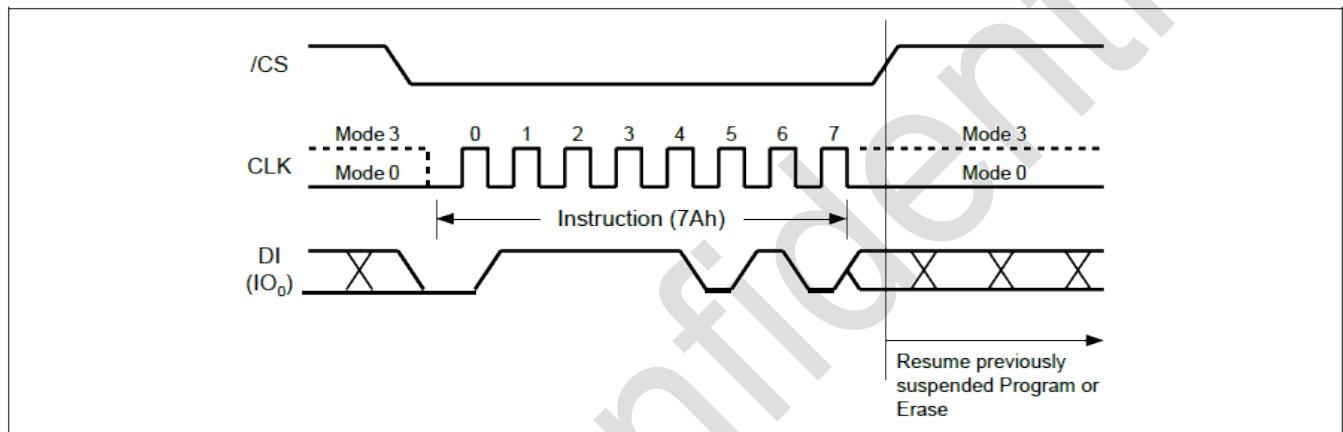 /CS
Mode 3 0 1 2 3 4 5 6 7 Mode 3
CLK
Mode 0 Mode 0
Instruction (7Ah)
DI
(IO₀)
Resume previously
suspended Program or
Erase